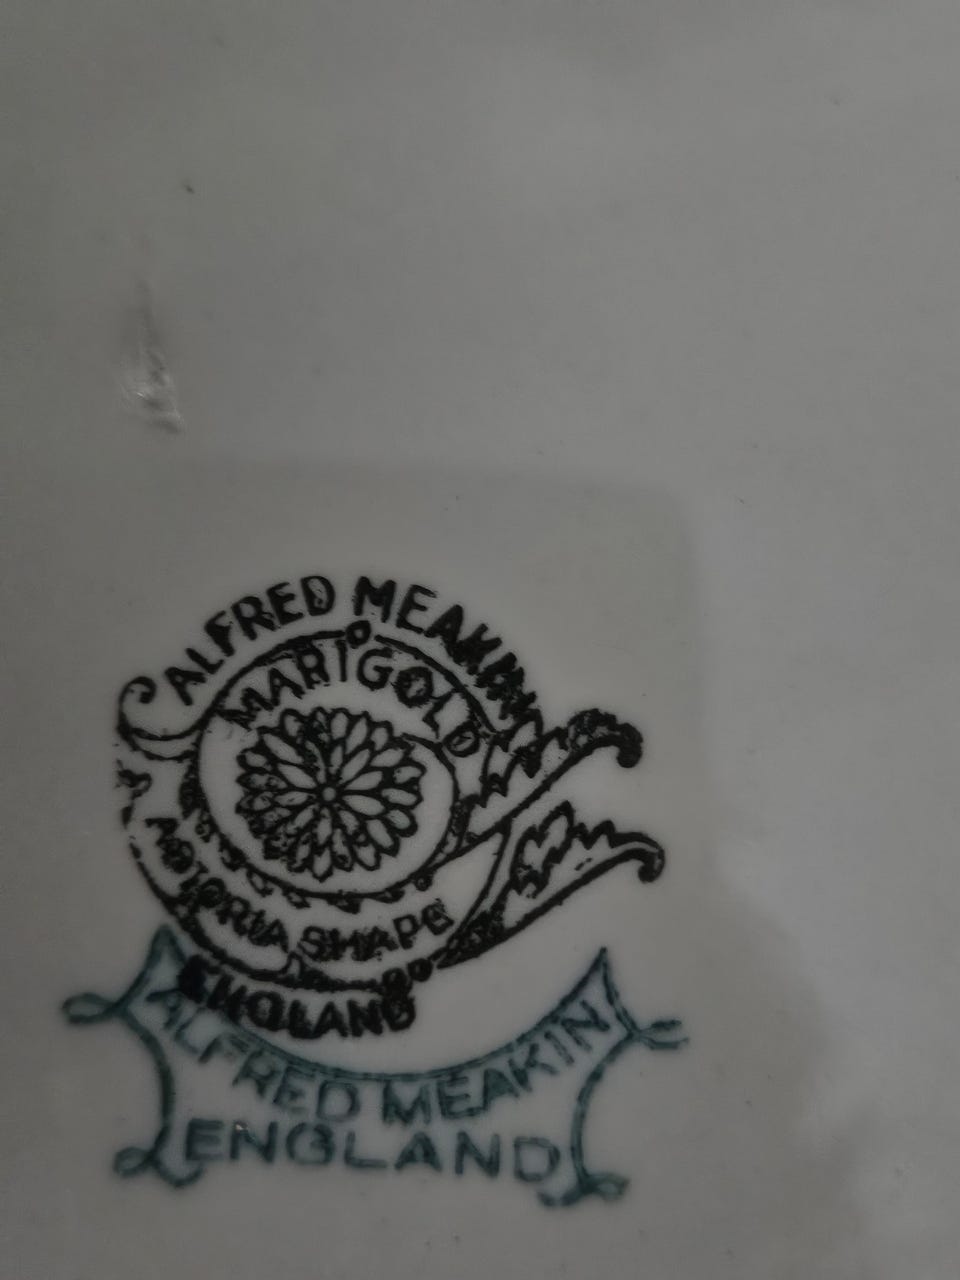 ALFRED MEAKIN
MARIGOLD
ASTORIA SHAPE
ENGLAND
ALFRED MEAKIN
ENGLAND